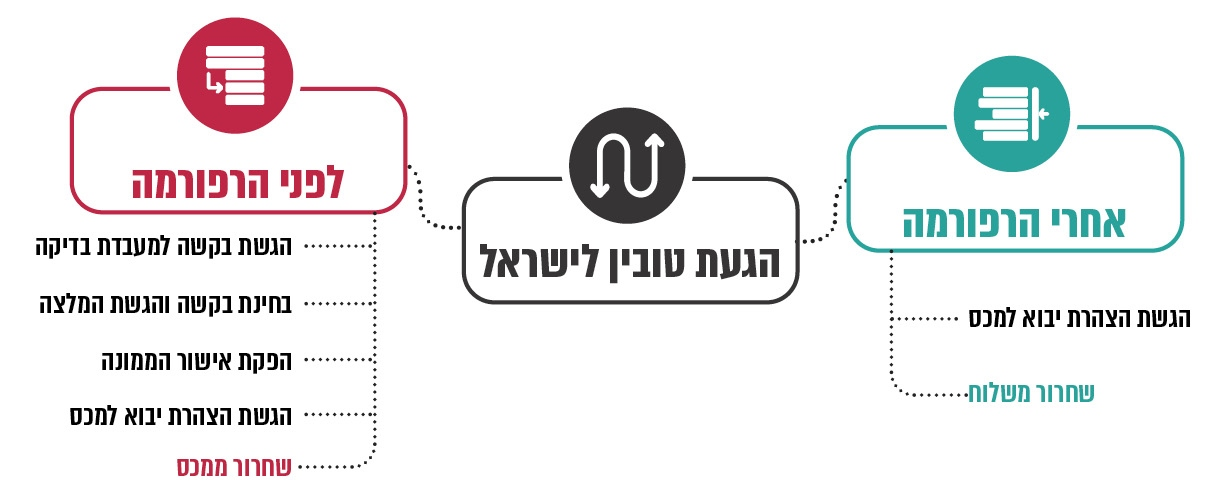 לפני הרפורמה
הגשת בקשה למעבדת בדיקה
בחינת בקשה והגשת המלצה
הפקת אישור הממונה
הגשת הצהרת יבוא למכס
שחרור ממכס
הגעת טובין לישראל
אחרי הרפורמה
הגשת הצהרת יבוא למכס
שחרור משלוח